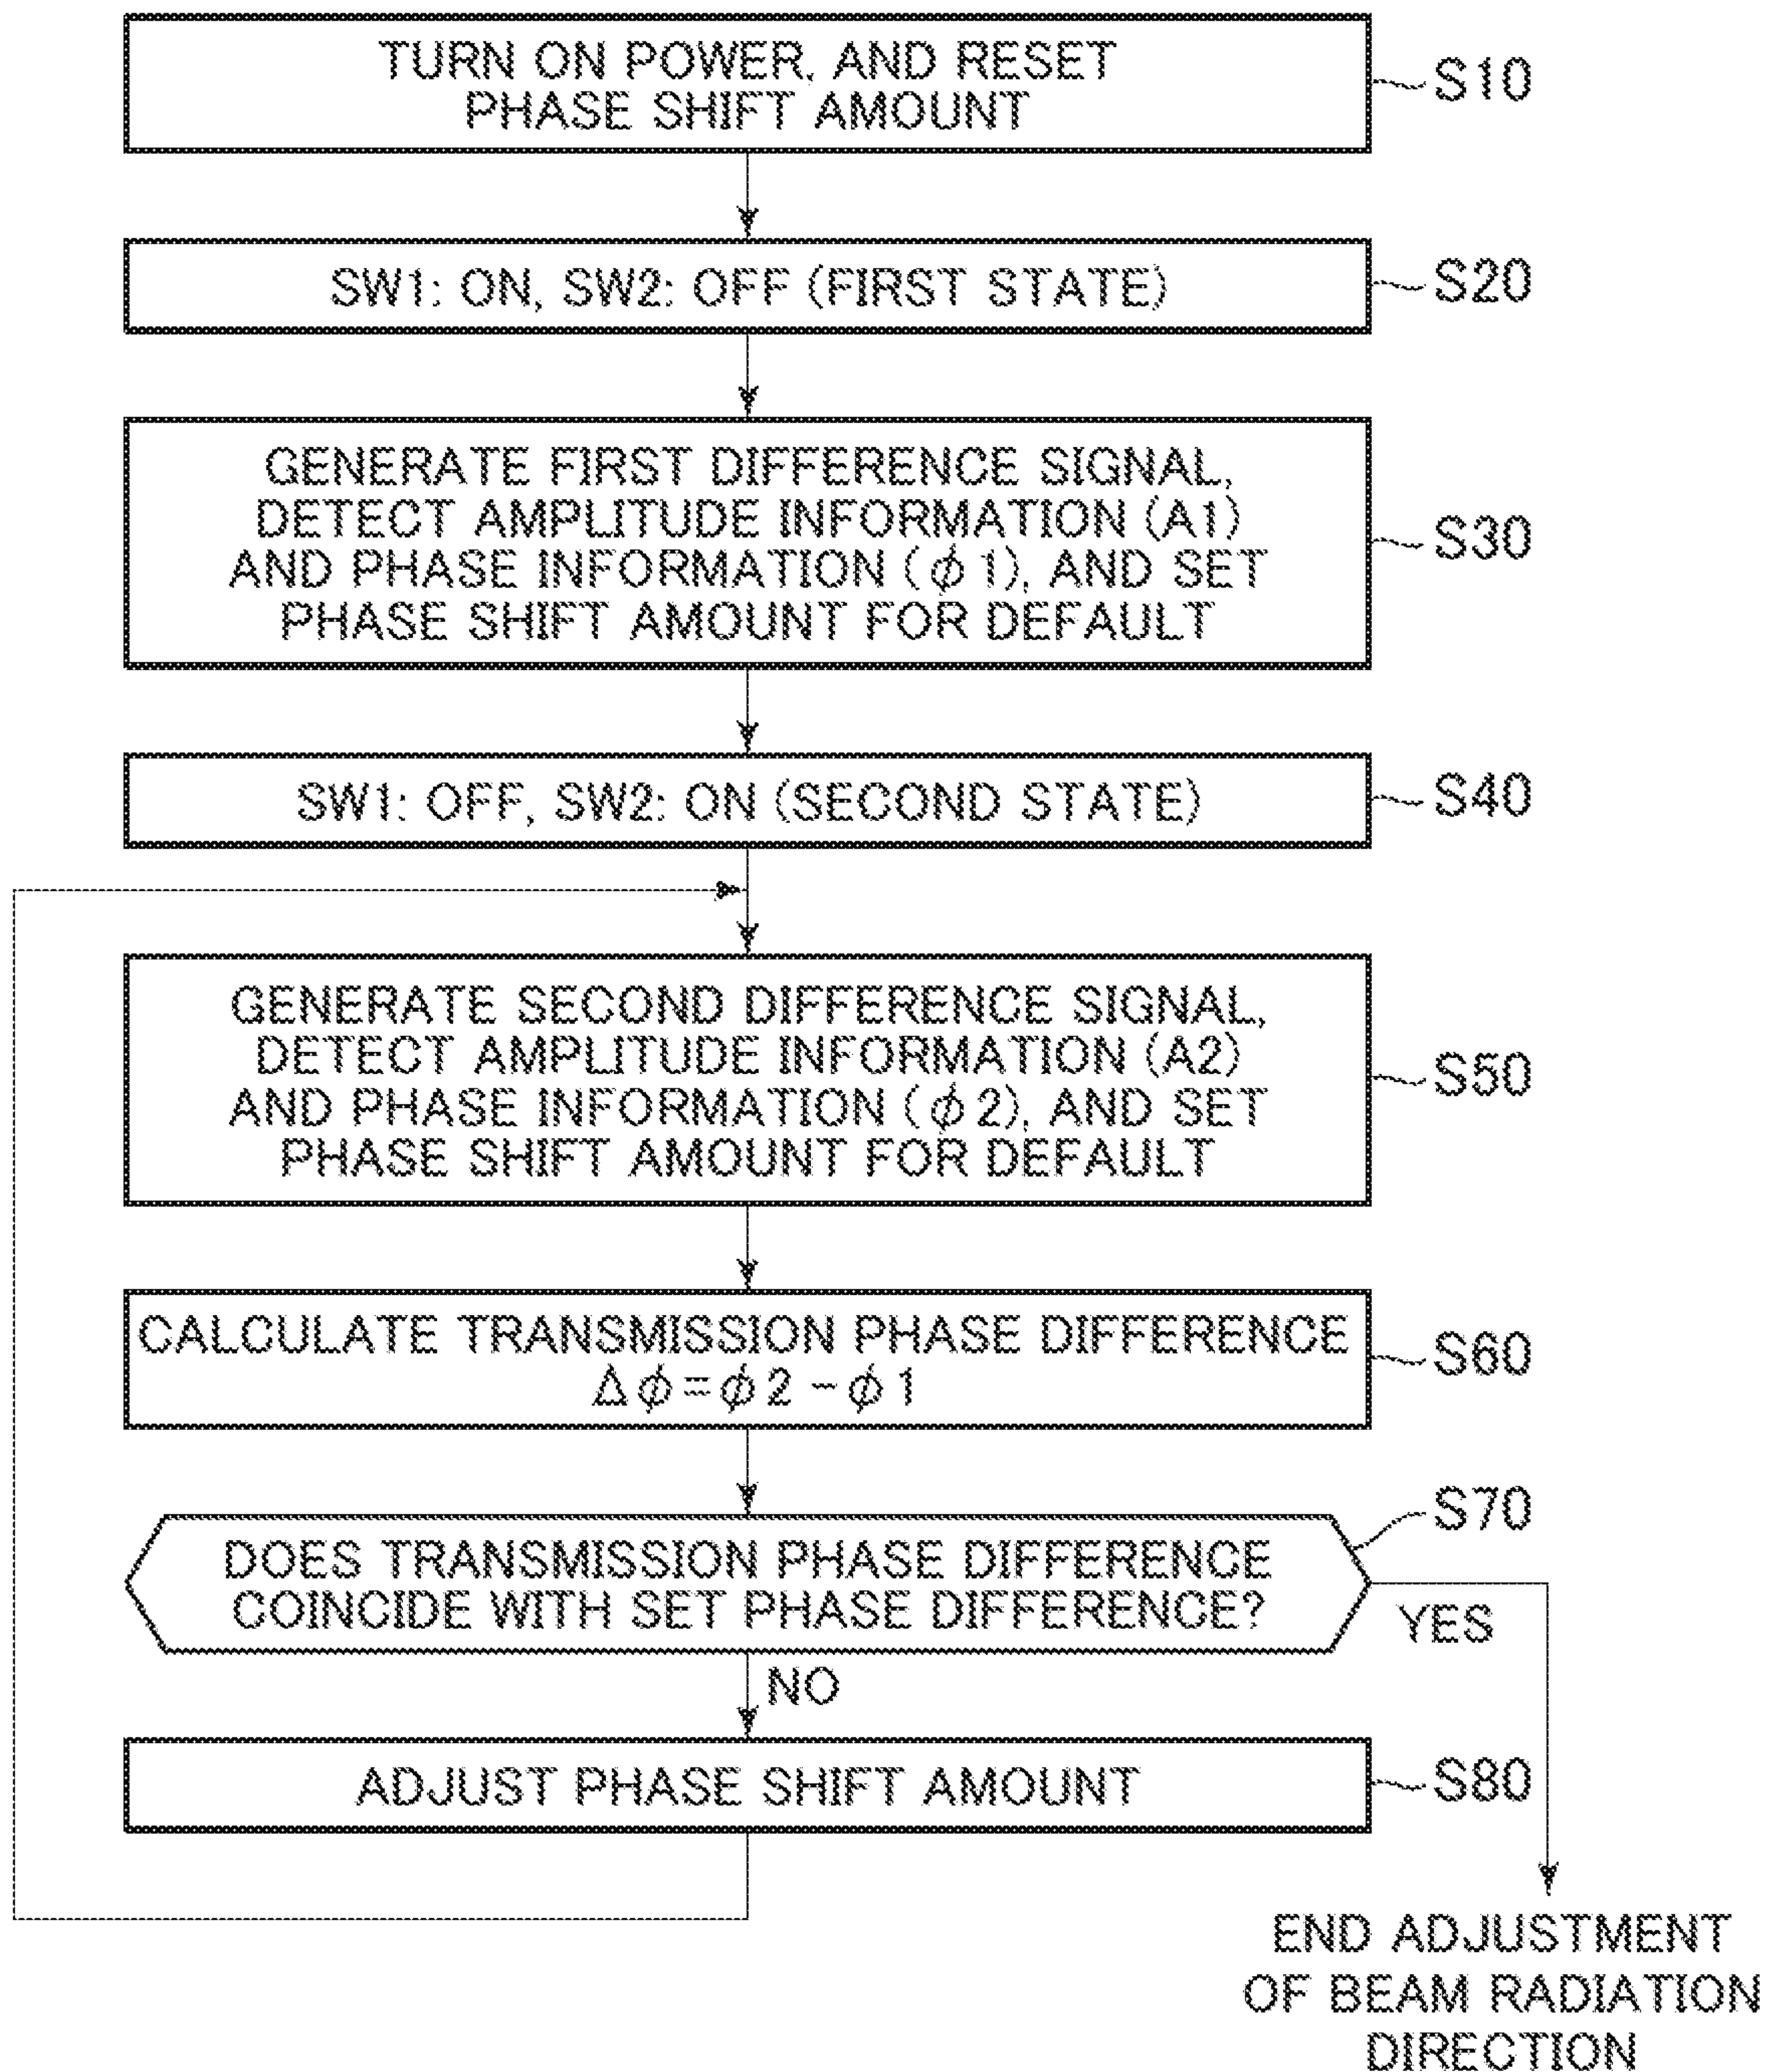 TURN ON POWER, AND RESET
PHASE SHIFT AMOUNT
S10
SW1: ON, SW2: OFF (FIRST STATE)
S20
GENERATE FIRST DIFFERENCE SIGNAL,
DETECT AMPLITUDE INFORMATION (A1)
AND PHASE INFORMATION (ϕ1), AND SET
PHASE SHIFT AMOUNT FOR DEFAULT
S30
SW1: OFF, SW2: ON (SECOND STATE)
S40
GENERATE SECOND DIFFERENCE SIGNAL,
DETECT AMPLITUDE INFORMATION (A2)
AND PHASE INFORMATION (ϕ2), AND SET
PHASE SHIFT AMOUNT FOR DEFAULT
S50
CALCULATE TRANSMISSION PHASE DIFFERENCE
Δϕ=ϕ2-ϕ1
S60
DOES TRANSMISSION PHASE DIFFERENCE
COINCIDE WITH SET PHASE DIFFERENCE?
S70
YES
NO
ADJUST PHASE SHIFT AMOUNT
S80
END ADJUSTMENT
OF BEAM RADIATION
DIRECTION